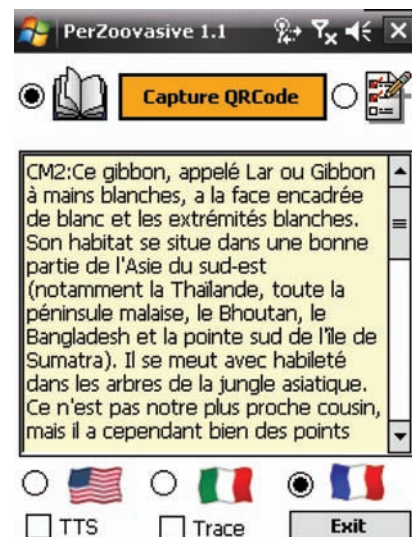 PerZoovasive 1.1
Capture QRCode
CM2:Ce gibbon, appelé Lar ou Gibbon
à mains blanches, a la face encadrée
de blanc et les extrémités blanches.
Son habitat se situe dans une bonne
partie de l'Asie du sud-est
(notamment la Thaïlande, toute la
péninsule malaise, le Bhoutan, le
Bangladesh et la pointe sud de l'île de
Sumatra). Il se meut avec habileté
dans les arbres de la jungle asiatique.
Ce n'est pas notre plus proche cousin,
mais il a cependant bien des points
TTS Trace Exit